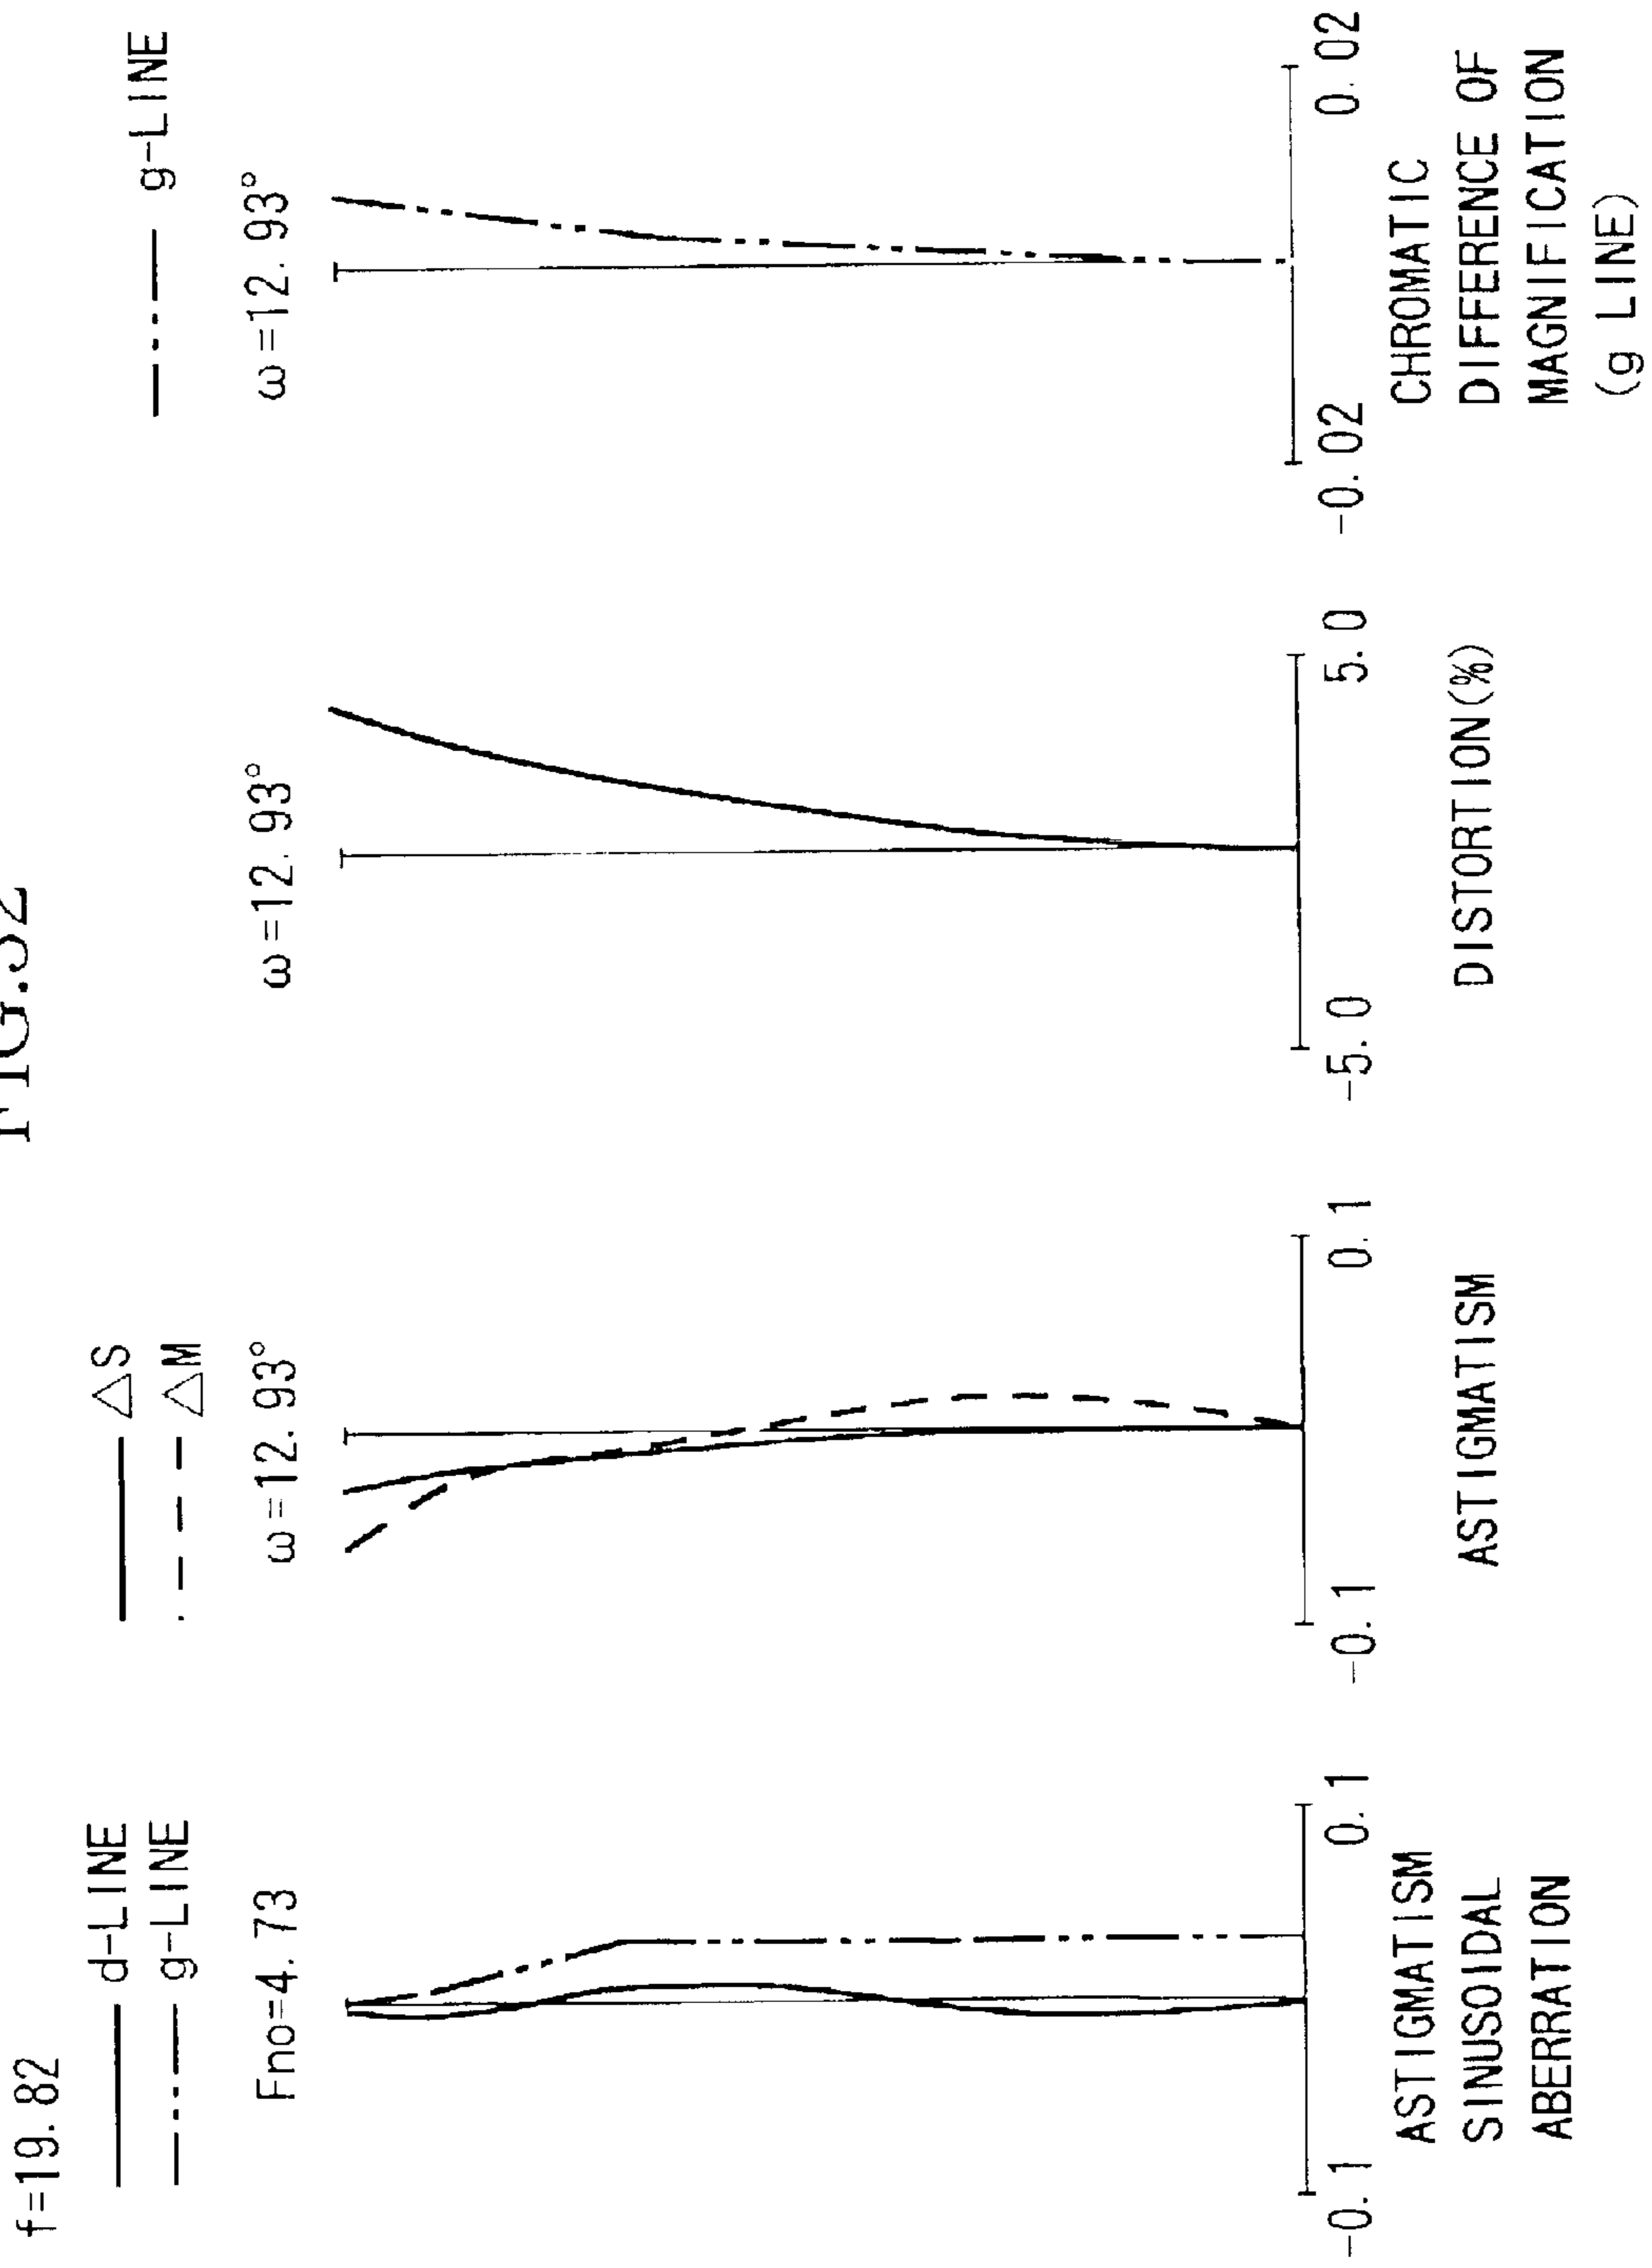 FIG.32
f=19.82
d-LINE
g-LINE
Fno=4.73
-0.1
0.1
ASTIGMATISM
SINUSOIDAL
ABERRATION
△S
△M
ω=12.93°
-0.1
0.1
ASTIGMATISM
ω=12.93°
-5.0
5.0
DISTORTION(%)
g-LINE
ω=12.93°
-0.02
0.02
CHROMATIC
DIFFERENCE OF
MAGNIFICATION
(g LINE)